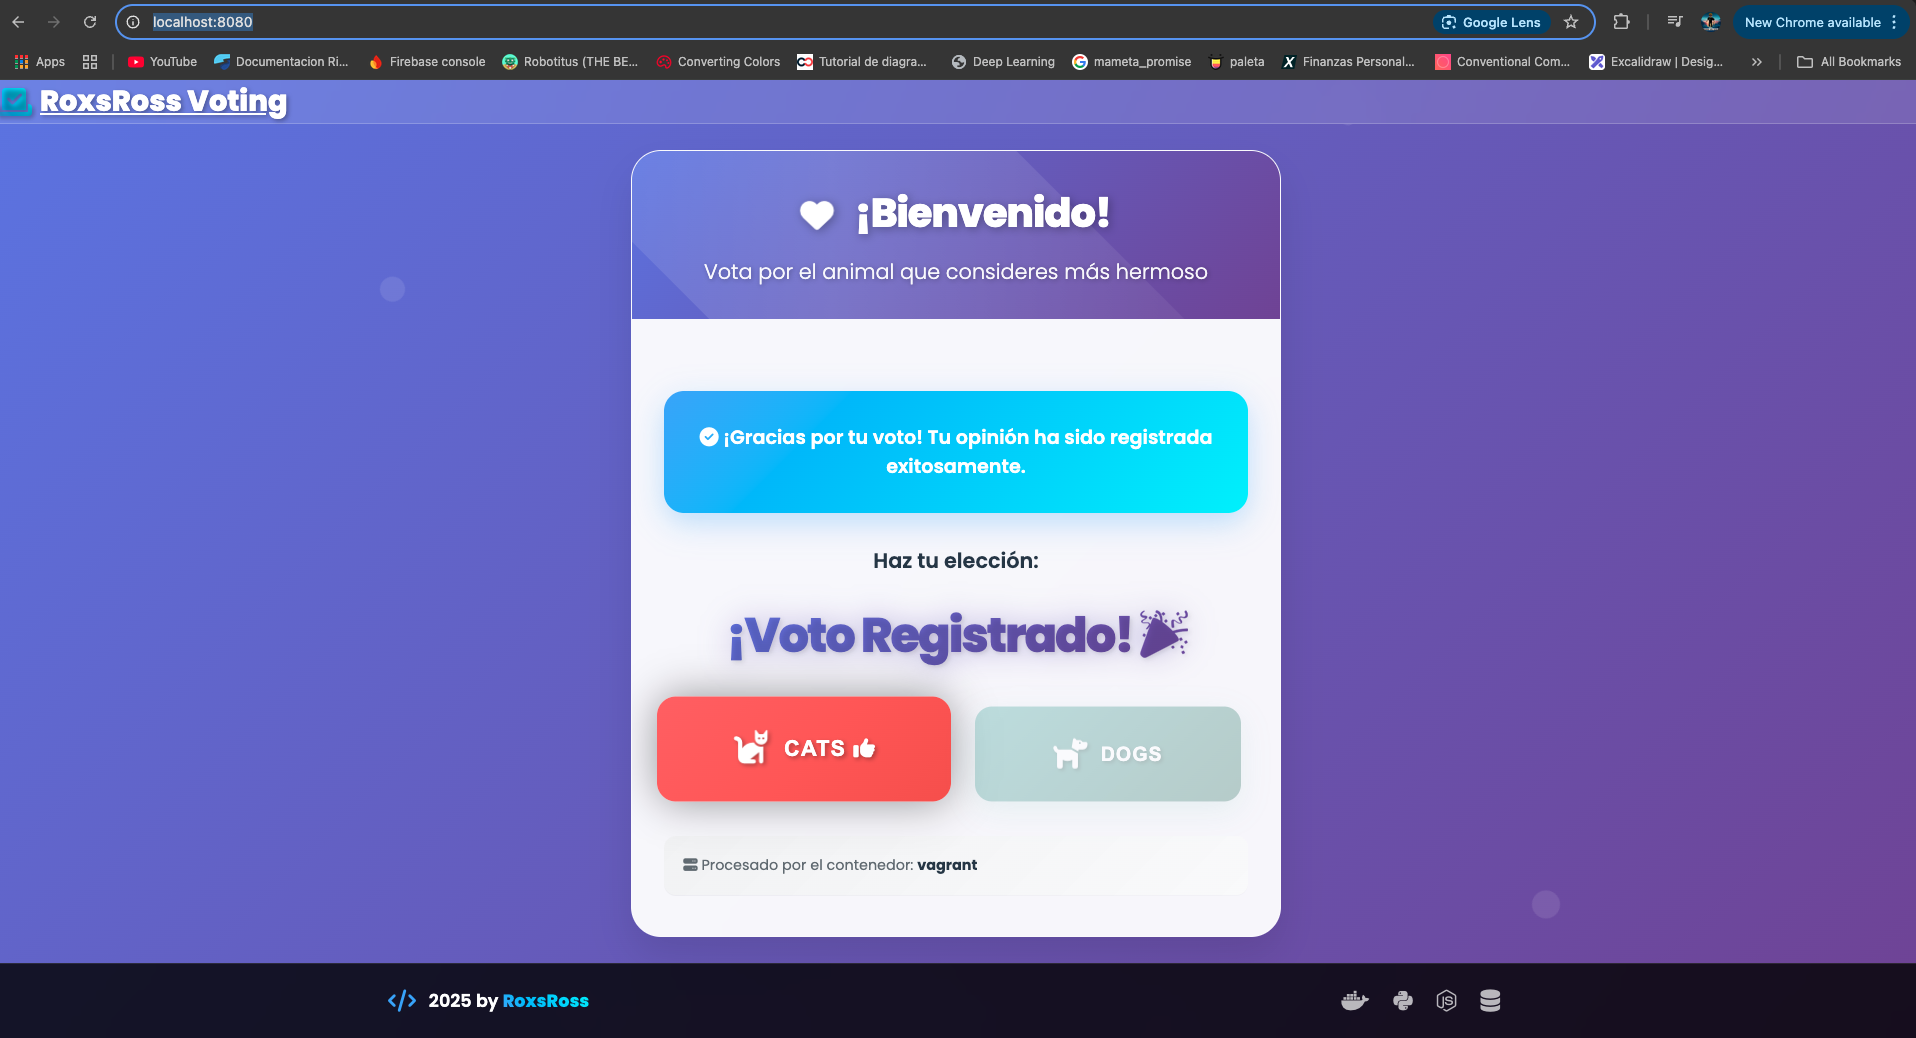 localhost:8080
Google Lens
New Chrome available
Apps
YouTube
Documentacion Ri...
Firebase console
Robotitus (THE BE...
Converting Colors
Tutorial de diagra...
Deep Learning
mameta_promise
paleta
Finanzas Personal...
Conventional Com...
Excalidraw | Desig...
All Bookmarks
RoxsRoss Voting
¡Bienvenido!
Vota por el animal que consideres más hermoso
¡Gracias por tu voto! Tu opinión ha sido registrada
exitosamente.
Haz tu elección:
¡Voto Registrado!
CATS
DOGS
Procesado por el contenedor: vagrant
2025 by RoxsRoss